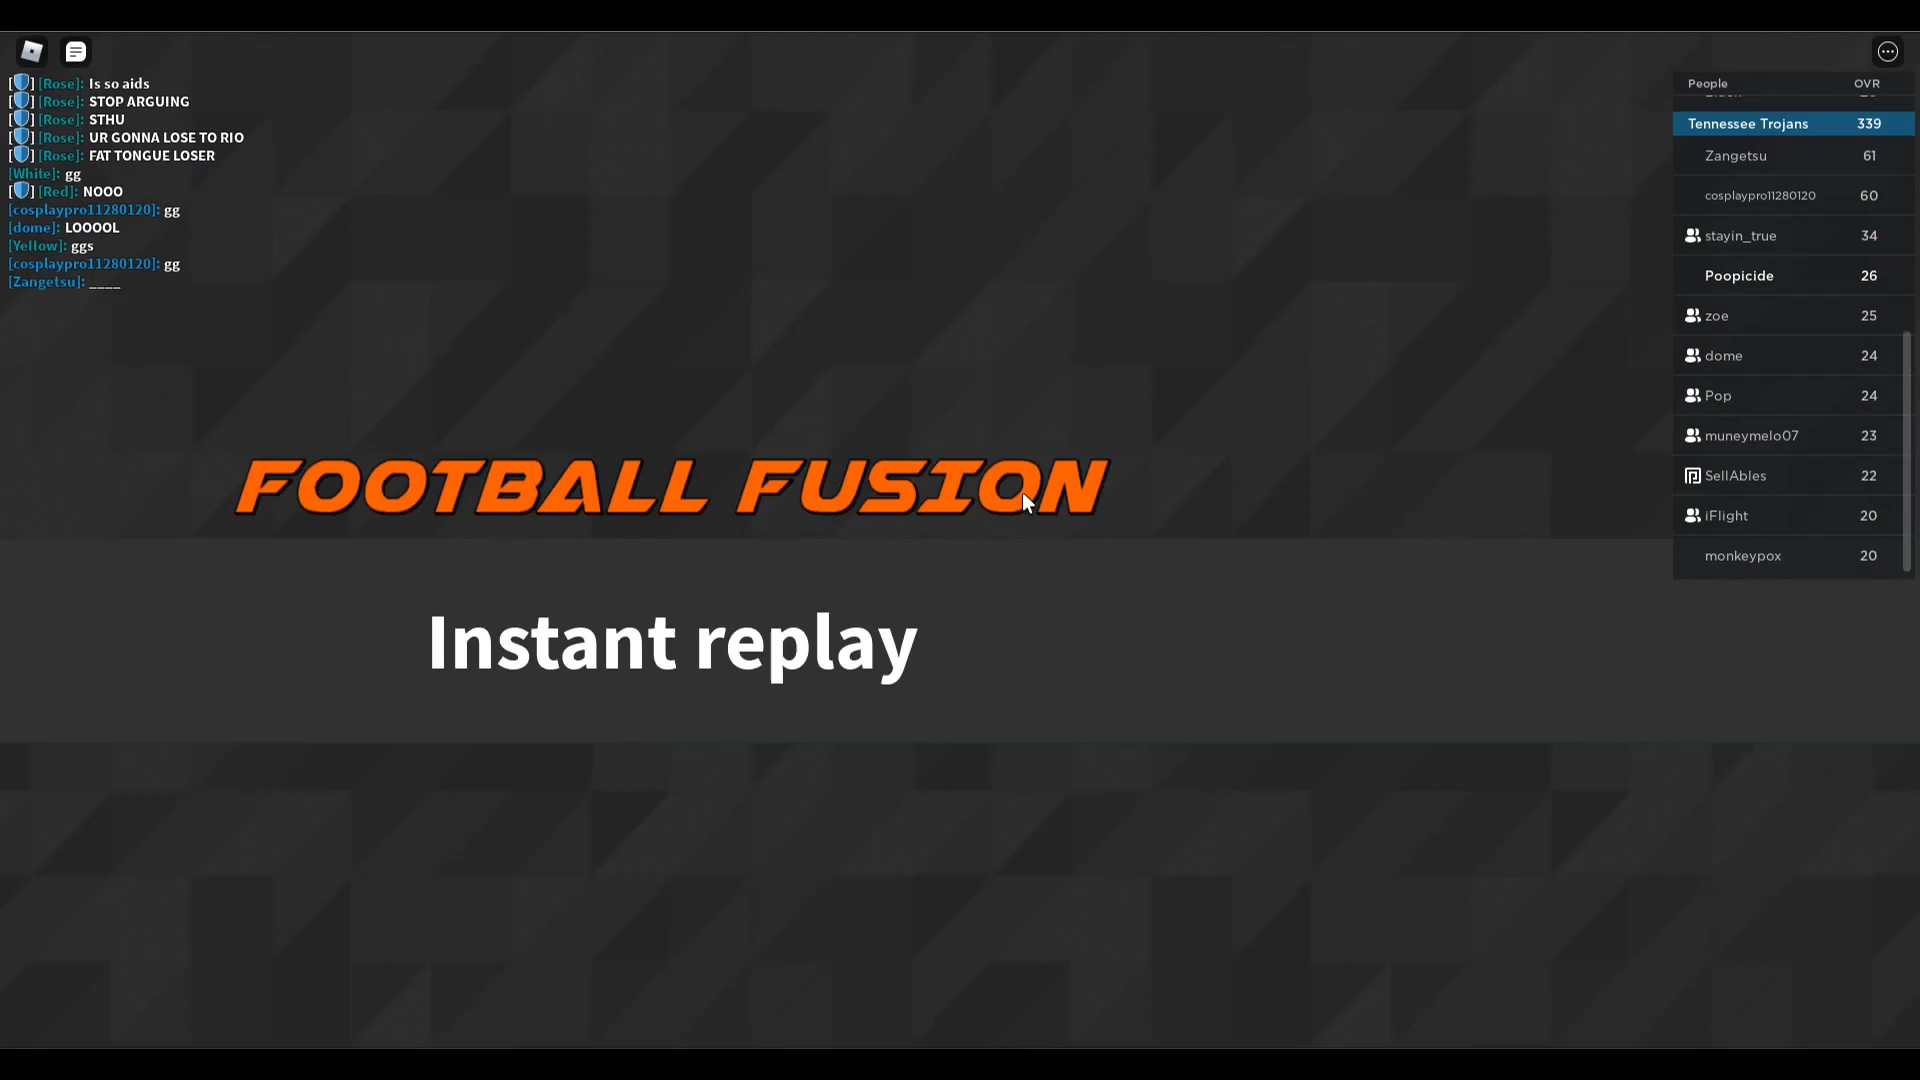 [Rose]: Is so aids
[Rose]: STOP ARGUING
[Rose]: STHU
[Rose]: UR GONNA LOSE TO RIO
[Rose]: FAT TONGUE LOSER
[White]: gg
[Red]: NOOO
[cosplaypro11280120]: gg
[dome]: LOOOOL
[Yellow]: ggs
[cosplaypro11280120]: gg
[Zangetsu]: ____
People OVR
Tennessee Trojans 339
Zangetsu 61
cosplaypro11280120 60
stayin_true 34
Poopicide 26
zoe 25
dome 24
Pop 24
muneymelo07 23
SellAbles 22
iFlight 20
monkeypox 20
FOOTBALL FUSION
Instant replay